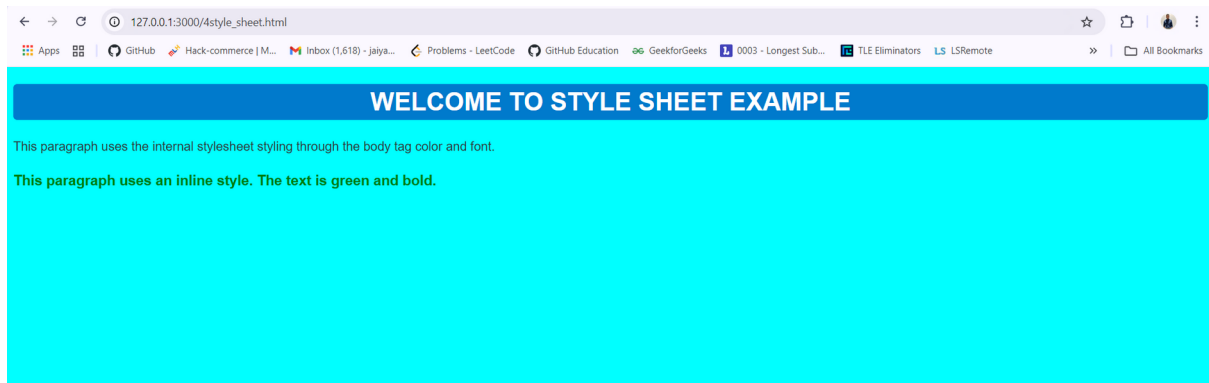 127.0.0.1:3000/4style_sheet.html
Apps GitHub Hack-commerce | M... Inbox (1,618) - jaiya... Problems - LeetCode GitHub Education GeekforGeeks 0003 - Longest Sub... TLE Eliminators LSRemote » All Bookmarks
WELCOME TO STYLE SHEET EXAMPLE
This paragraph uses the internal stylesheet styling through the body tag color and font.
This paragraph uses an inline style. The text is green and bold.